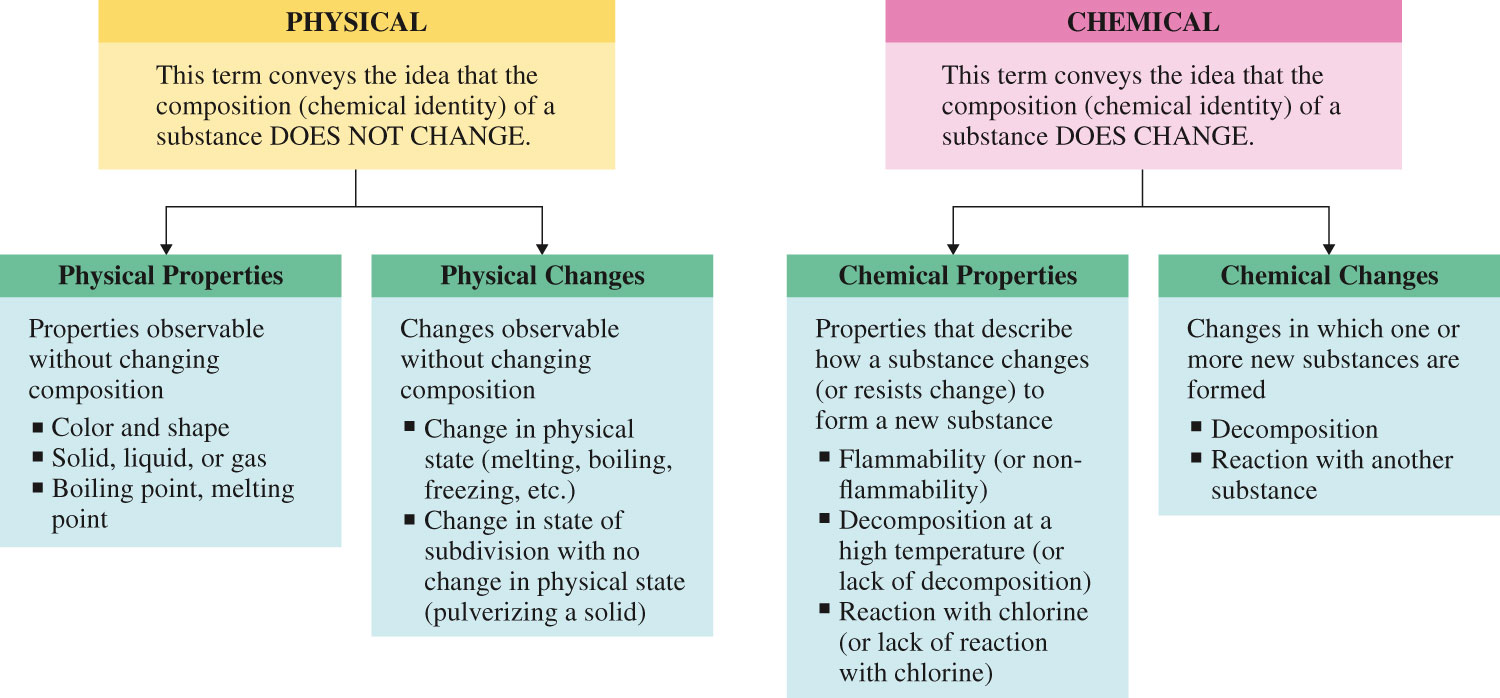 PHYSICAL
This term conveys the idea that the
composition (chemical identity) of a
substance DOES NOT CHANGE.
Physical Properties
Properties observable
without changing
composition
■ Color and shape
■ Solid, liquid, or gas
■ Boiling point, melting
point
Physical Changes
Changes observable
without changing
composition
■ Change in physical
state (melting, boiling,
freezing, etc.)
■ Change in state of
subdivision with no
change in physical state
(pulverizing a solid)
CHEMICAL
This term conveys the idea that the
composition (chemical identity) of a
substance DOES CHANGE.
Chemical Properties
Properties that describe
how a substance changes
(or resists change) to
form a new substance
■ Flammability (or non-
flammability)
■ Decomposition at a
high temperature (or
lack of decomposition)
■ Reaction with chlorine
(or lack of reaction
with chlorine)
Chemical Changes
Changes in which one or
more new substances are
formed
■ Decomposition
■ Reaction with another
substance